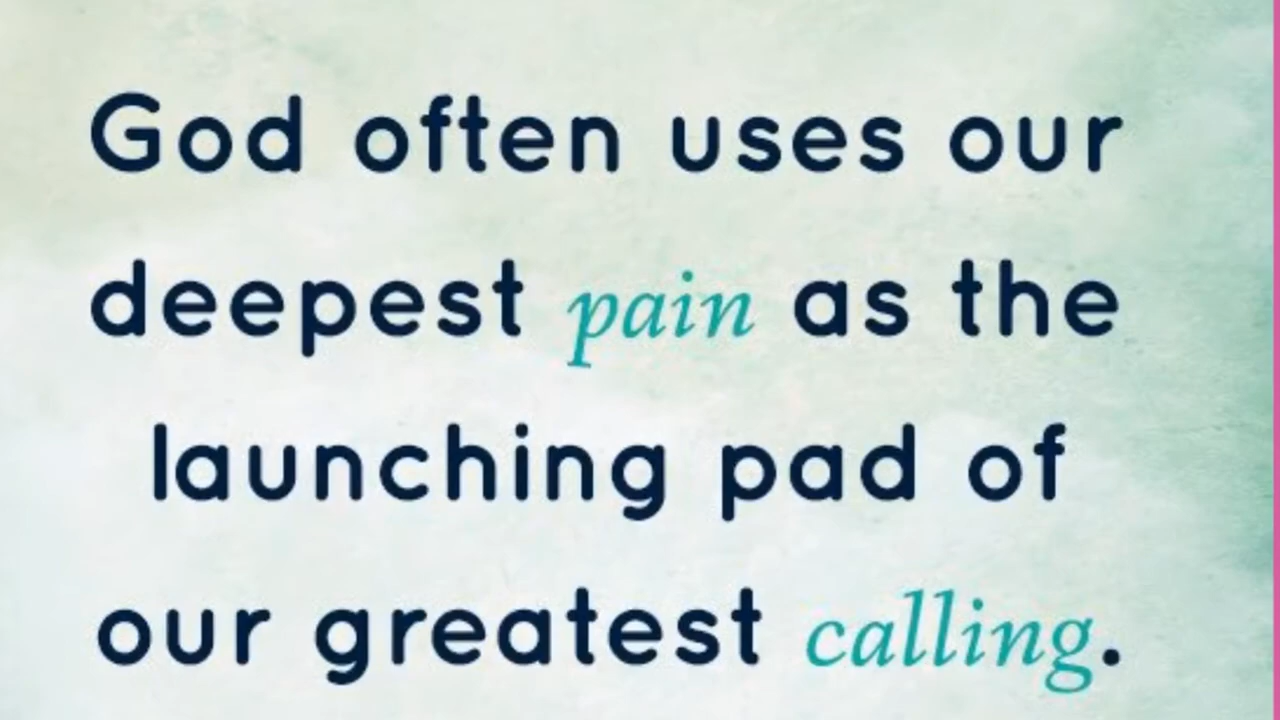 God often uses our
deepest pain as the
launching pad of
our greatest calling.